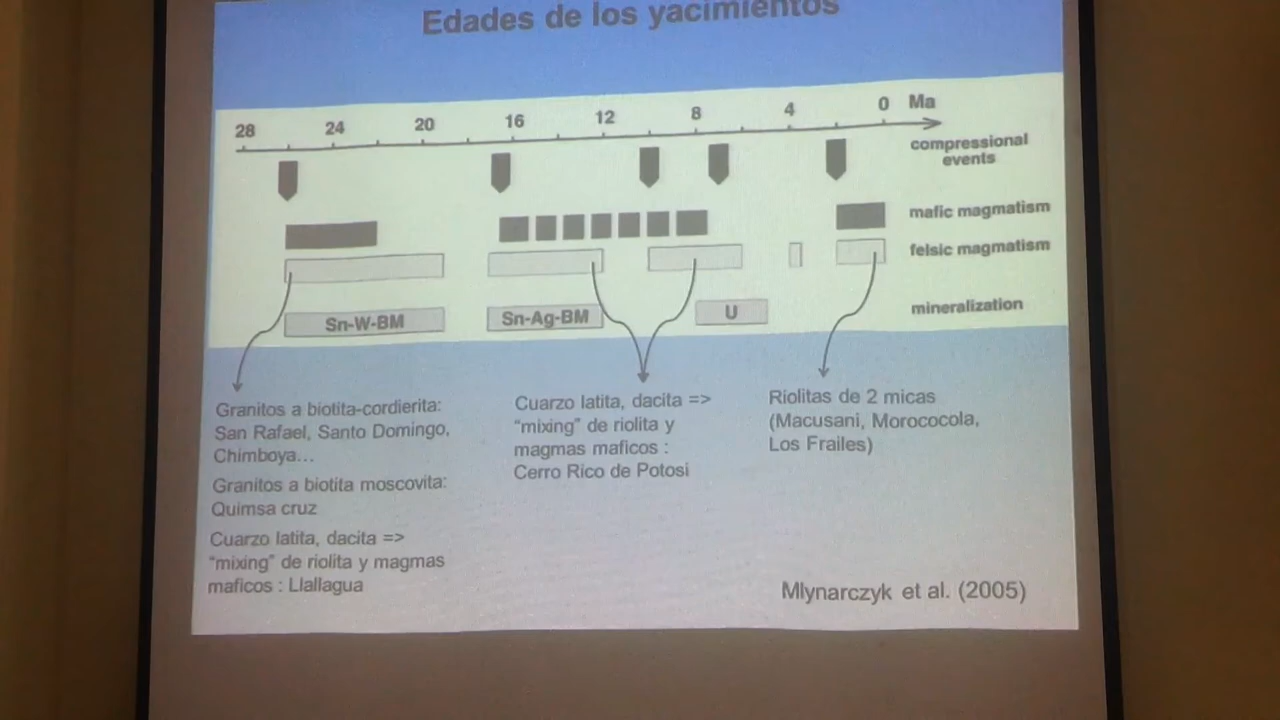 Edades de los yacimientos
28 24 20 16 12 8 4 0 Ma
compressional
events
mafic magmatism
felsic magmatism
Sn-W-BM Sn-Ag-BM U mineralization
Granitos a biotita-cordierita:
San Rafael, Santo Domingo,
Chimboya...
Granitos a biotita moscovita:
Quimsa cruz
Cuarzo latita, dacita =>
"mixing" de riolita y magmas
maficos : Llallagua
Cuarzo latita, dacita =>
"mixing" de riolita y
magmas maficos :
Cerro Rico de Potosi
Riolitas de 2 micas
(Macusani, Morococola,
Los Frailes)
Mlynarczyk et al. (2005)